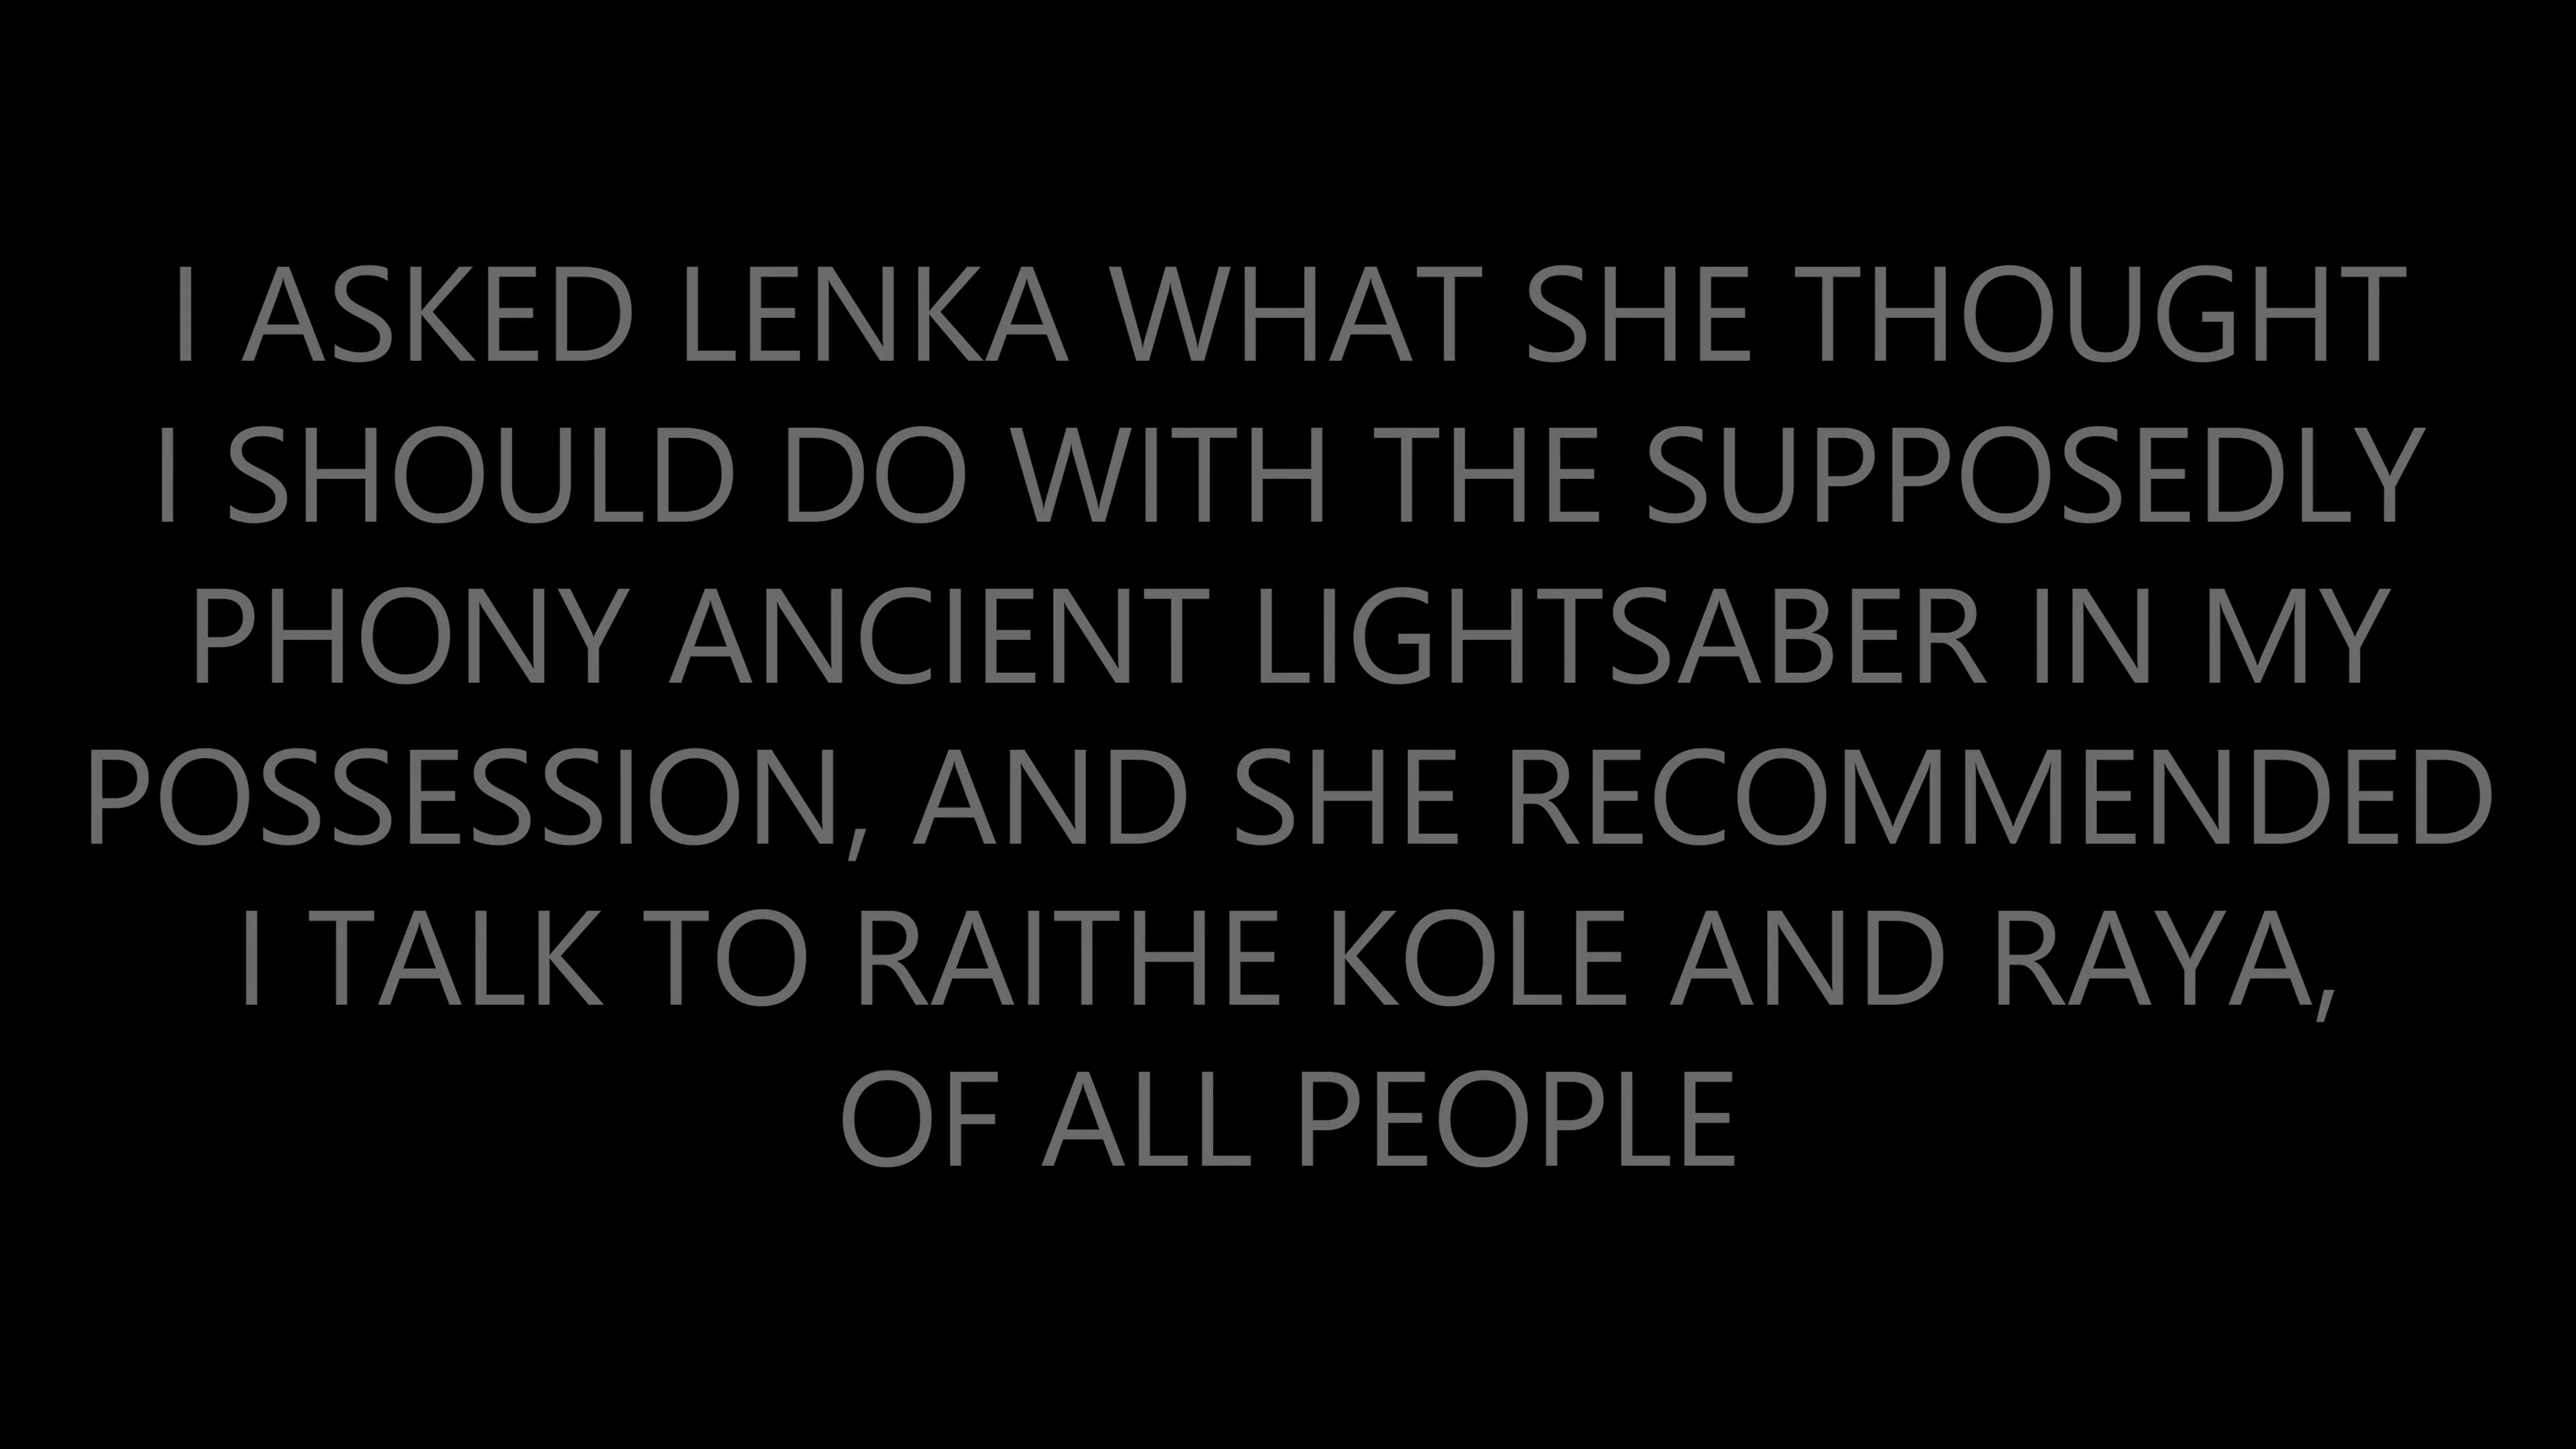 I ASKED LENKA WHAT SHE THOUGHT
I SHOULD DO WITH THE SUPPOSEDLY
PHONY ANCIENT LIGHTSABER IN MY
POSSESSION, AND SHE RECOMMENDED
I TALK TO RAITHE KOLE AND RAYA,
OF ALL PEOPLE